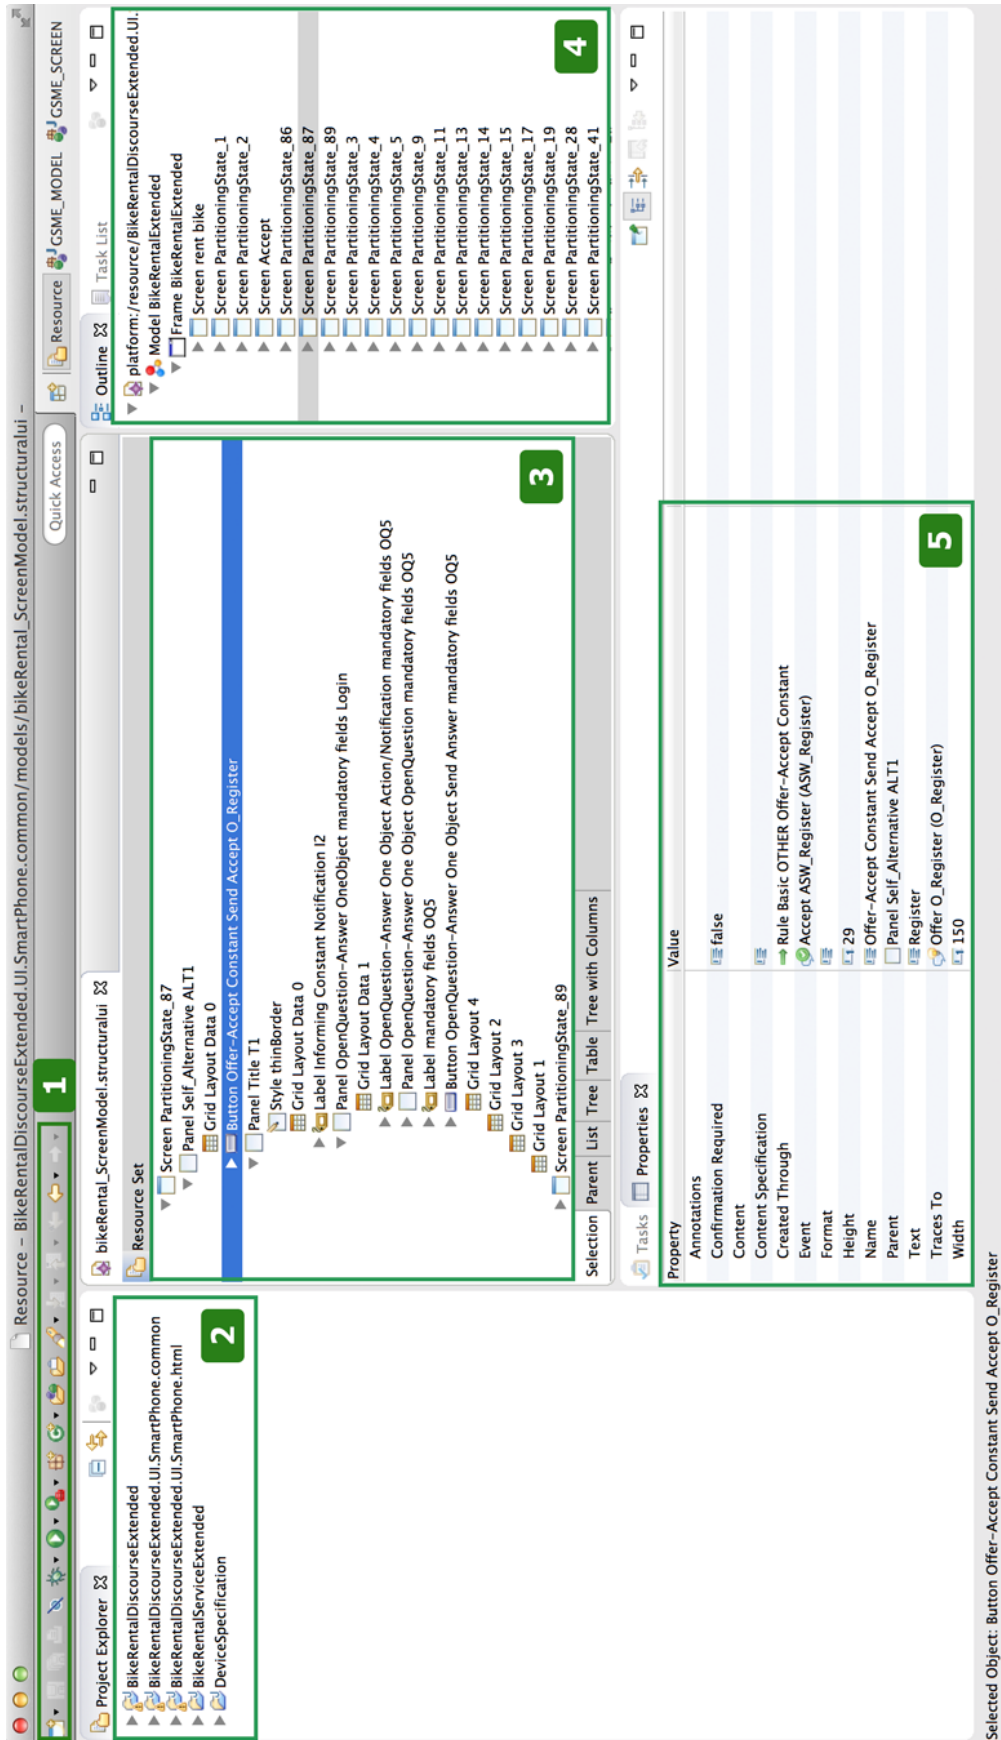 Resource – BikeRentalDiscourseExtended.UI.SmartPhone.common/models/bikeRental_ScreenModel.structuralui –
1
Quick Access
Resource
GSME_MODEL
GSME_SCREEN
Project Explorer
BikeRentalDiscourseExtended
BikeRentalDiscourseExtended.UI.SmartPhone.common
BikeRentalDiscourseExtended.UI.SmartPhone.html
BikeRentalServiceExtended
DeviceSpecification
2
bikeRental_ScreenModel.structuralui
Resource Set
Screen PartitioningState_87
Panel Self_Alternative ALT1
Grid Layout Data 0
Button Offer–Accept Constant Send Accept O_Register
Panel Title T1
Style thinBorder
Grid Layout Data 0
Label Informing Constant Notification I2
Panel OpenQuestion–Answer OneObject mandatory fields Login
Grid Layout Data 1
Label OpenQuestion–Answer One Object Action/Notification mandatory fields OQ5
Panel OpenQuestion–Answer One Object OpenQuestion mandatory fields OQ5
Label mandatory fields OQ5
Button OpenQuestion–Answer One Object Send Answer mandatory fields OQ5
Grid Layout 4
Grid Layout 2
Grid Layout 3
Grid Layout 1
Screen PartitioningState_89
3
Selection Parent List Tree Table Tree with Columns
Outline
Task List
platform:/resource/BikeRentalDiscourseExtended.UI.
Model BikeRentalExtended
Frame BikeRentalExtended
Screen rent bike
Screen PartitioningState_1
Screen PartitioningState_2
Screen Accept
Screen PartitioningState_86
Screen PartitioningState_87
Screen PartitioningState_89
Screen PartitioningState_3
Screen PartitioningState_4
Screen PartitioningState_5
Screen PartitioningState_9
Screen PartitioningState_11
Screen PartitioningState_13
Screen PartitioningState_14
Screen PartitioningState_15
Screen PartitioningState_17
Screen PartitioningState_19
Screen PartitioningState_28
Screen PartitioningState_41
4
Tasks
Properties
Property Value
Annotations
Confirmation Required false
Content
Content Specification
Created Through Rule Basic OTHER Offer–Accept Constant
Event Accept ASW_Register (ASW_Register)
Format
Height 29
Name Offer–Accept Constant Send Accept O_Register
Parent Panel Self_Alternative ALT1
Text Register
Traces To Offer O_Register (O_Register)
Width 150
5
Selected Object: Button Offer–Accept Constant Send Accept O_Register